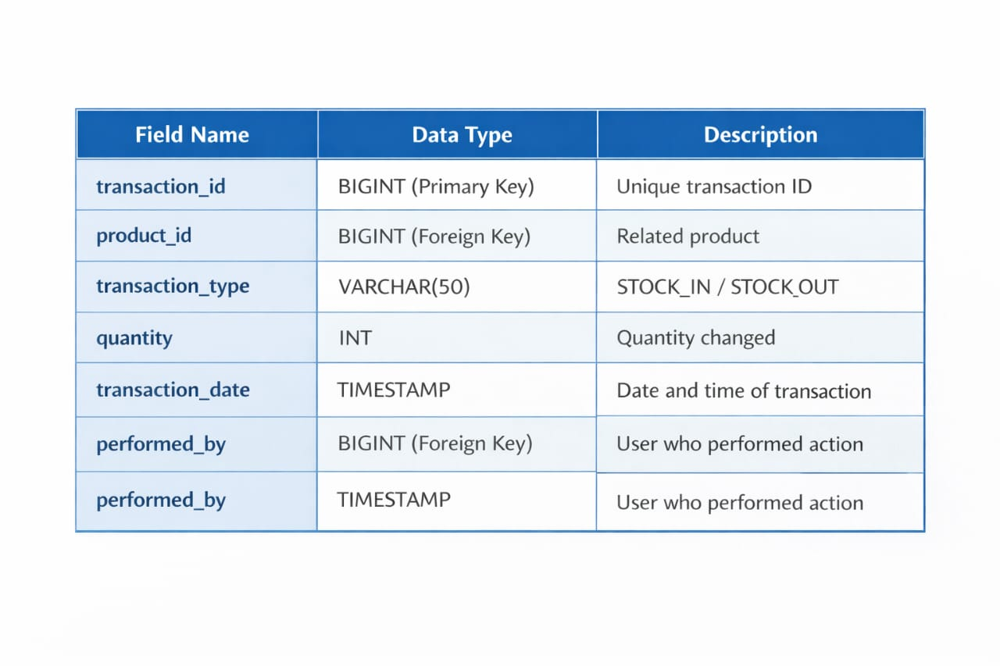 Field Name Data Type Description
transaction_id BIGINT (Primary Key) Unique transaction ID
product_id BIGINT (Foreign Key) Related product
transaction_type VARCHAR(50) STOCK_IN / STOCK_OUT
quantity INT Quantity changed
transaction_date TIMESTAMP Date and time of transaction
performed_by BIGINT (Foreign Key) User who performed action
performed_by TIMESTAMP User who performed action